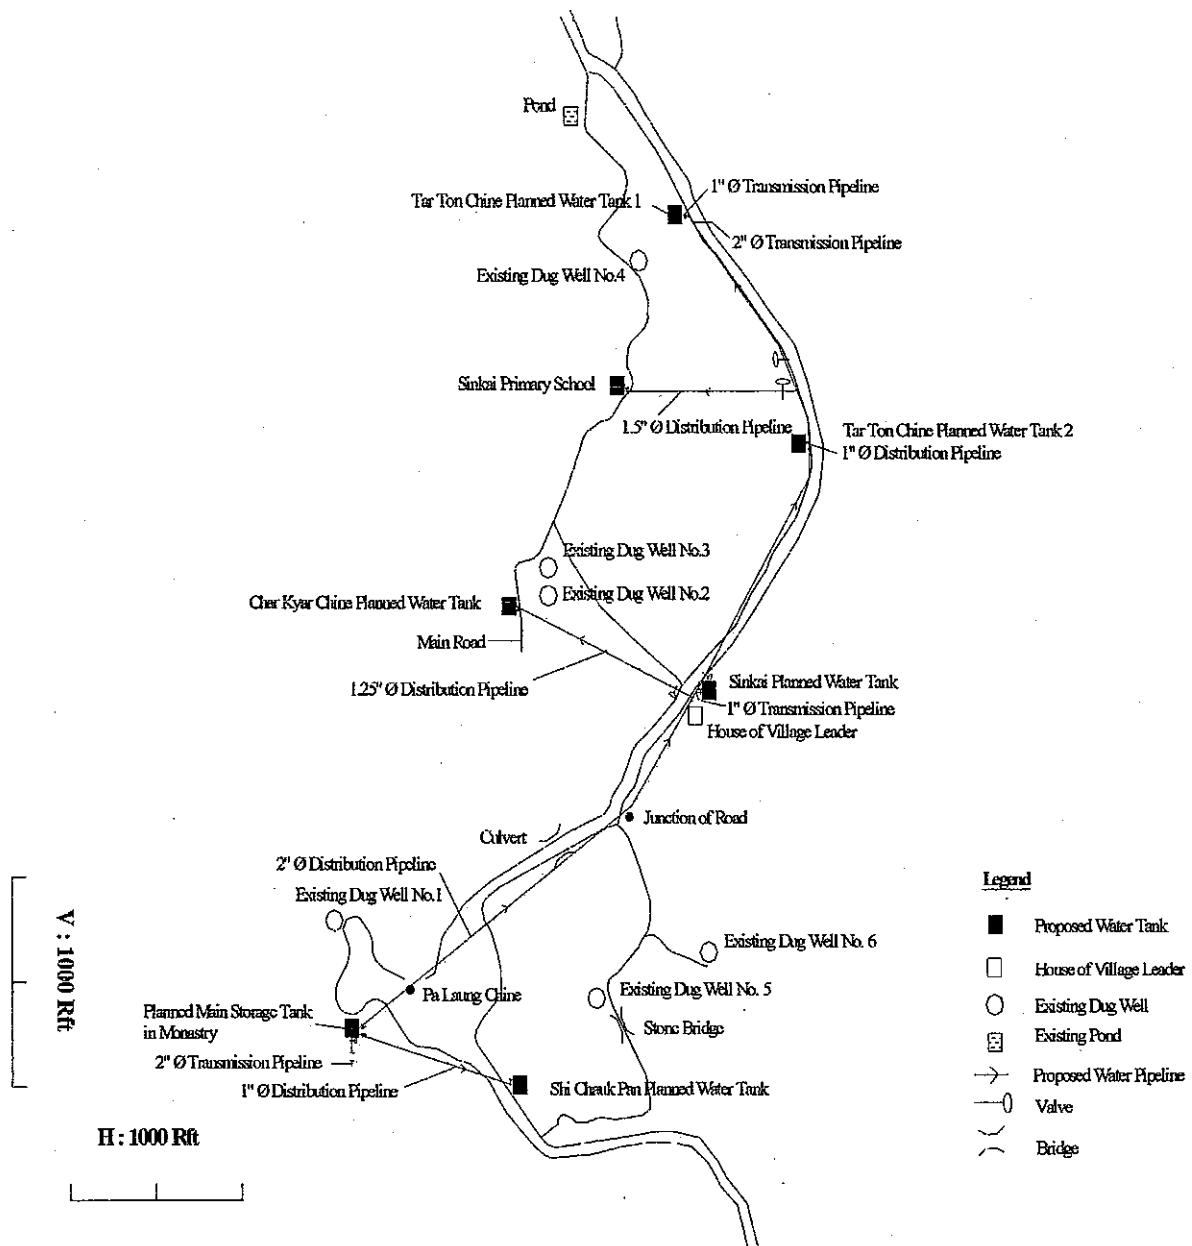 Pond
1" Ø Transmission Pipeline
Tar Ton Chine Planned Water Tank 1
2" Ø Transmission Pipeline
Existing Dug Well No.4
Sinkai Primary School
1.5" Ø Distribution Pipeline
Tar Ton Chine Planned Water Tank 2
1" Ø Distribution Pipeline
Existing Dug Well No.3
Existing Dug Well No.2
Char Kyar Chine Planned Water Tank
Main Road
1.25" Ø Distribution Pipeline
Sinkai Planned Water Tank
1" Ø Transmission Pipeline
House of Village Leader
Junction of Road
Culvert
2" Ø Distribution Pipeline
Existing Dug Well No.1
Existing Dug Well No. 6
Pa Laung Chine
Existing Dug Well No. 5
Stone Bridge
Planned Main Storage Tank
in Monastry
2" Ø Transmission Pipeline
1" Ø Distribution Pipeline
Shi Chauk Pan Planned Water Tank
V : 1000 Rft
H : 1000 Rft
Legend
Proposed Water Tank
House of Village Leader
Existing Dug Well
Existing Pond
Proposed Water Pipeline
Valve
Bridge